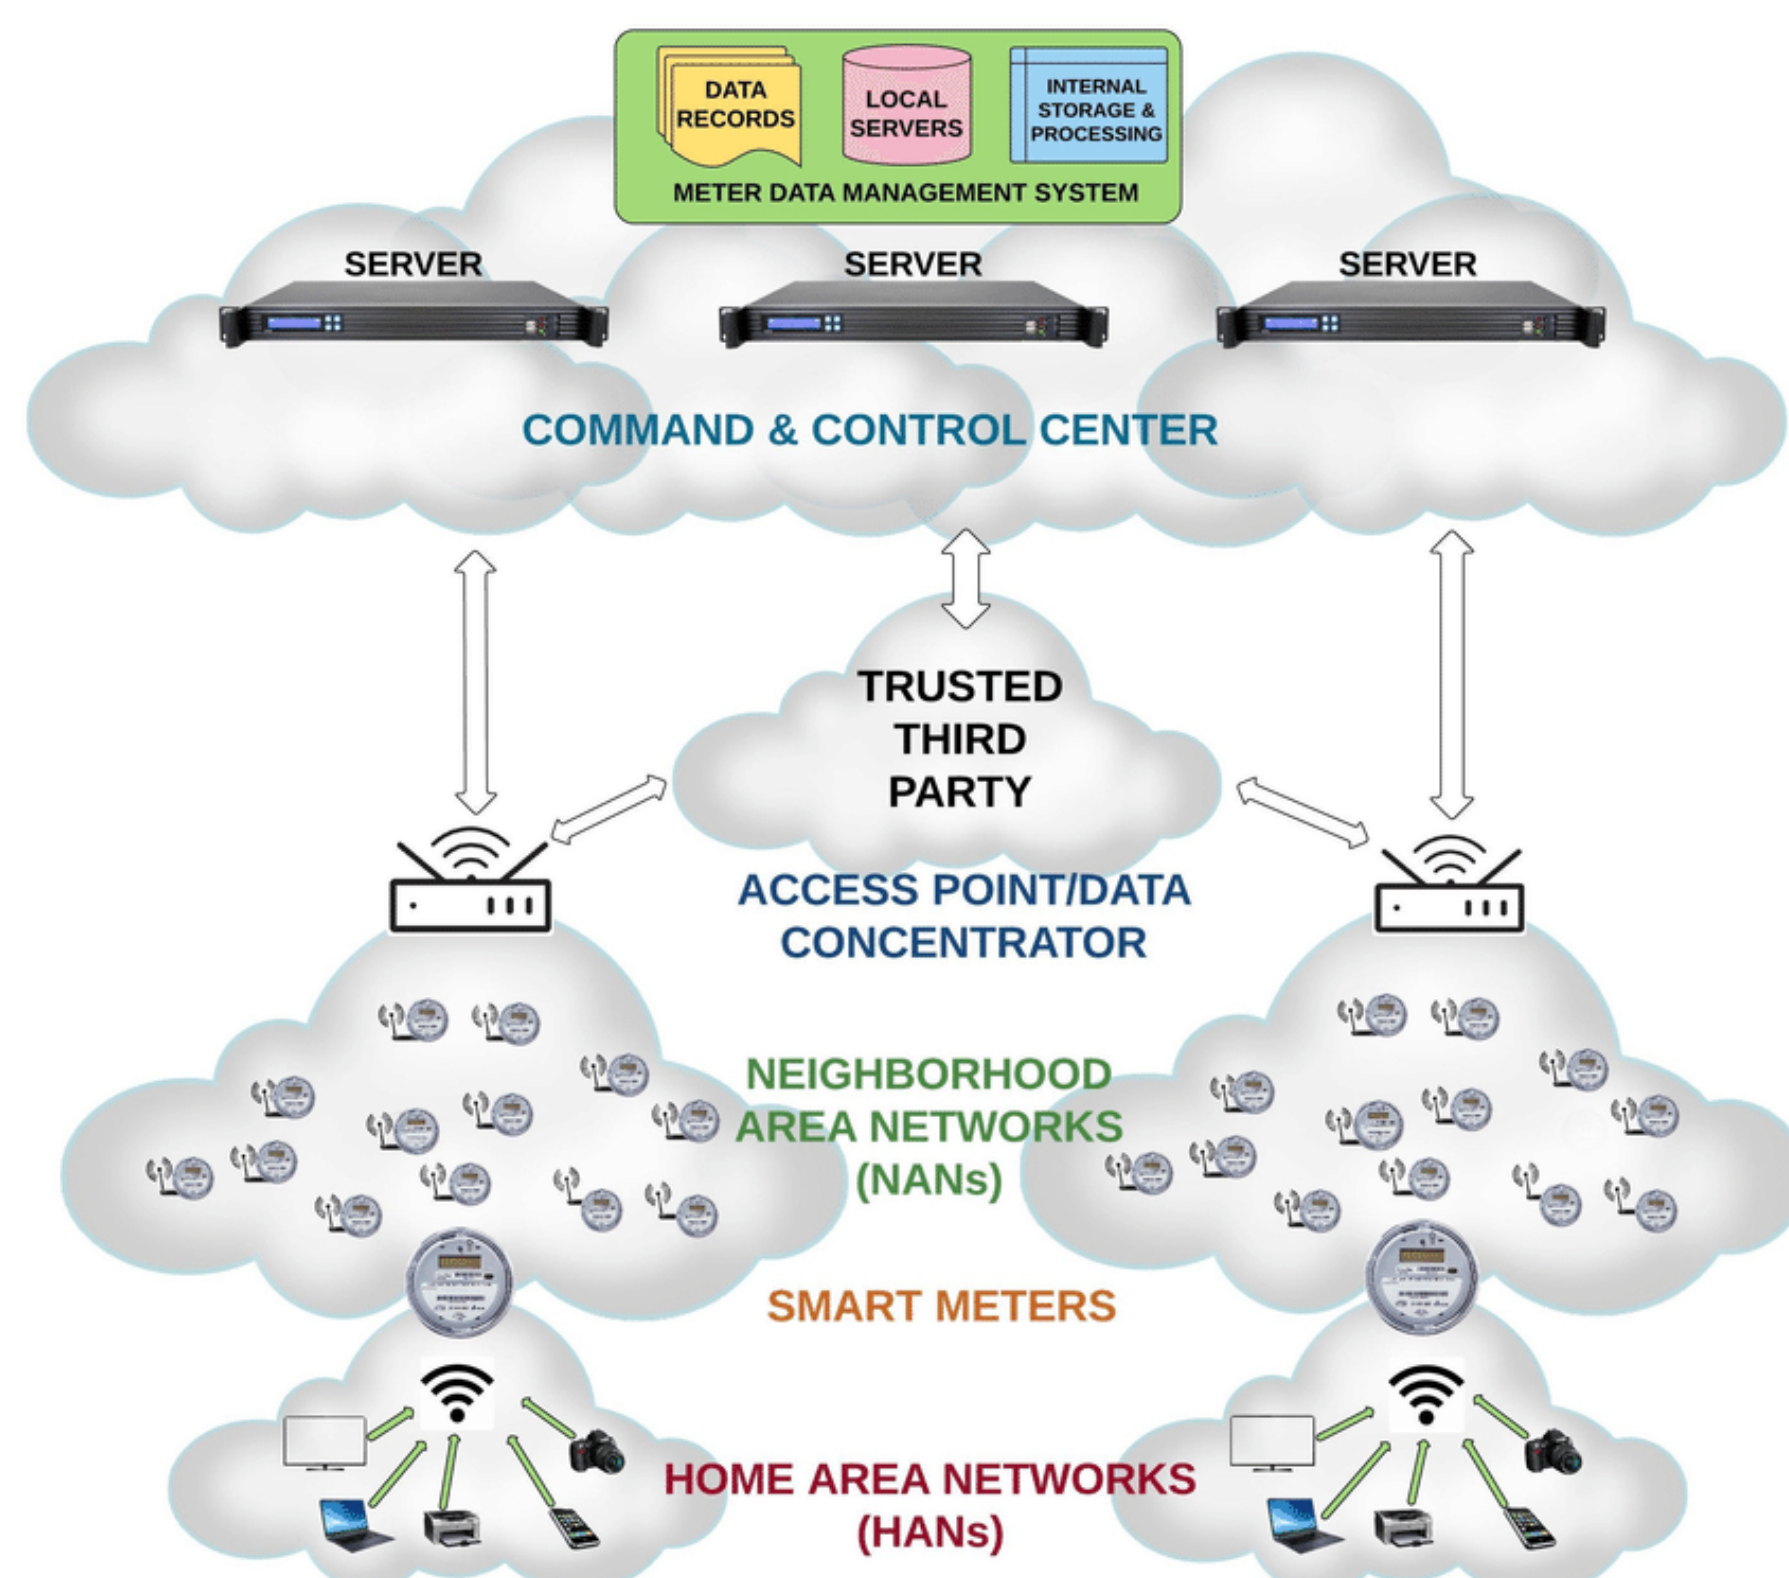 DATA
RECORDS
LOCAL
SERVERS
INTERNAL
STORAGE &
PROCESSING
METER DATA MANAGEMENT SYSTEM
SERVER
SERVER
SERVER
COMMAND & CONTROL CENTER
TRUSTED
THIRD
PARTY
ACCESS POINT/DATA
CONCENTRATOR
NEIGHBORHOOD
AREA NETWORKS
(NANs)
SMART METERS
HOME AREA NETWORKS
(HANs)